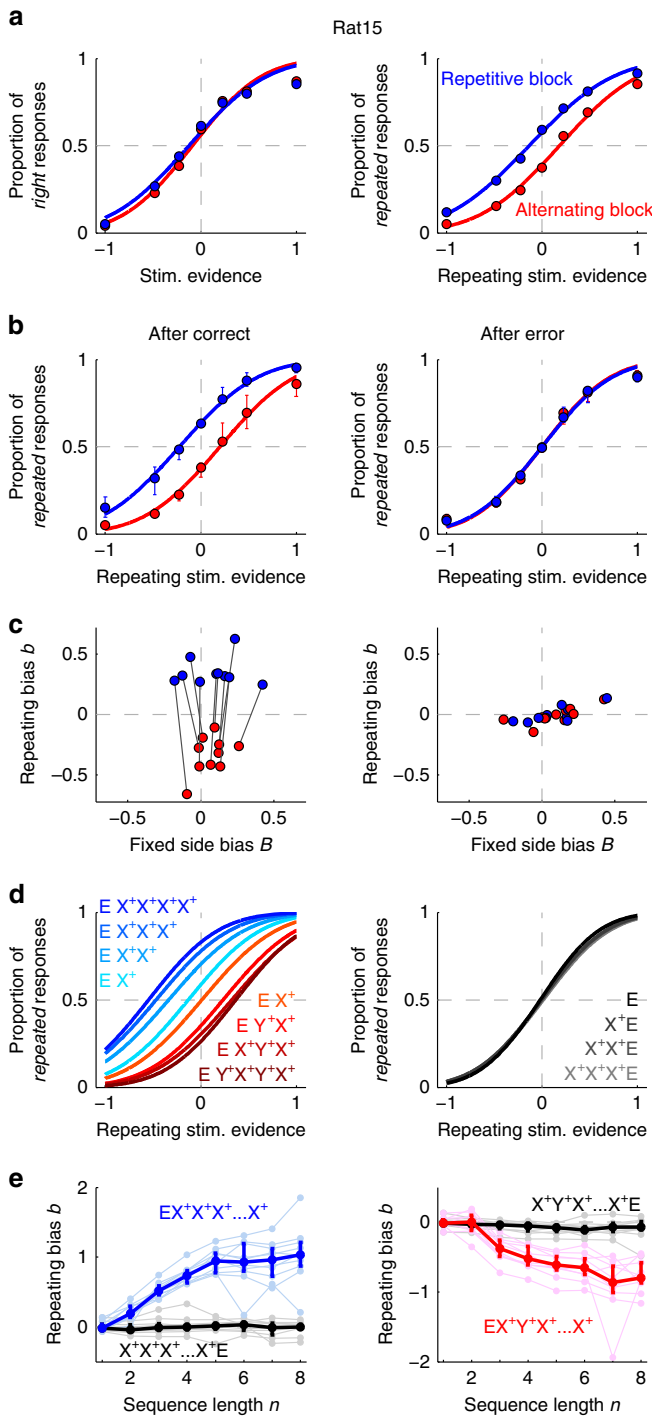 a
Rat15
Proportion of
right responses
1
0.5
0
−1
0
1
Stim. evidence
Proportion of
repeated responses
1
0.5
0
Repetitive block
Alternating block
−1
0
1
Repeating stim. evidence
b
After correct
Proportion of
repeated responses
1
0.5
0
−1
0
1
Repeating stim. evidence
After error
Proportion of
repeated responses
1
0.5
0
−1
0
1
Repeating stim. evidence
c
Repeating bias b
0.5
0
−0.5
−0.5
0
0.5
Fixed side bias B
Repeating bias b
0.5
0
−0.5
−0.5
0
0.5
Fixed side bias B
d
Proportion of
repeated responses
1
0.5
0
E X⁺X⁺X⁺X⁺
E X⁺X⁺X⁺
E X⁺X⁺
E X⁺
E X⁺
E Y⁺X⁺
E X⁺Y⁺X⁺
E Y⁺X⁺Y⁺X⁺
−1
0
1
Repeating stim. evidence
Proportion of
repeated responses
1
0.5
0
E
X⁺E
X⁺X⁺E
X⁺X⁺X⁺E
−1
0
1
Repeating stim. evidence
e
Repeating bias b
2
1
0
EX⁺X⁺X⁺...X⁺
X⁺X⁺X⁺...X⁺E
2
4
6
8
Sequence length n
Repeating bias b
0
−1
−2
X⁺Y⁺X⁺...X⁺E
EX⁺Y⁺X⁺...X⁺
2
4
6
8
Sequence length n